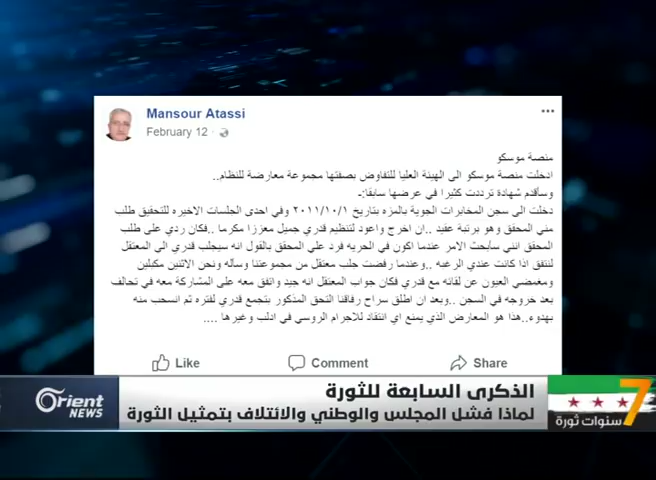 Mansour Atassi
February 12
منصة موسكو
ادخلت منصة موسكو الى الهيئة العليا للتفاوض بصفتها مجموعة معارضة للنظام..
وسأقدم شهادة ترددت كثيرا في عرضها سابقا:ـ
دخلت الى سجن المخابرات الجوية بالمزه بتاريخ ٢٠١١/١٠/١ وفي احدى الجلسات الاخيره للتحقيق طلب
مني المحقق وهو برتبة عقيد ..ان اخرج واعود لتنظيم قدري جميل معززا مكرما ..فكان ردي على طلب
المحقق انني سابحث الامر عندما اكون في الحريه فرد علي المحقق بالقول انه سيجلب قدري الى المعتقل
لنتفق اذا كانت عندي الرغبه ..وعندما رفضت جلب معتقل من مجموعتنا وسأله ونحن الاثنين مكبلين
ومغمضي العيون عن لقائه مع قدري فكان جواب المعتقل انه جيد واتفق معه على المشاركة معه في تحالف
بعد خروجه في السجن ..وبعد ان اطلق سراح رفاقنا التحق المذكور بتجمع قدري لفتره ثم انسحب منه
بهدوء..هذا هو المعارض الذي يمنع اي انتقاد للاجرام الروسي في ادلب وغيرها ....
Like Comment Share
الذكرى السابعة للثورة
لماذا فشل المجلس والوطني والائتلاف بتمثيل الثورة
7
سنوات ثورة
Orient
NEWS